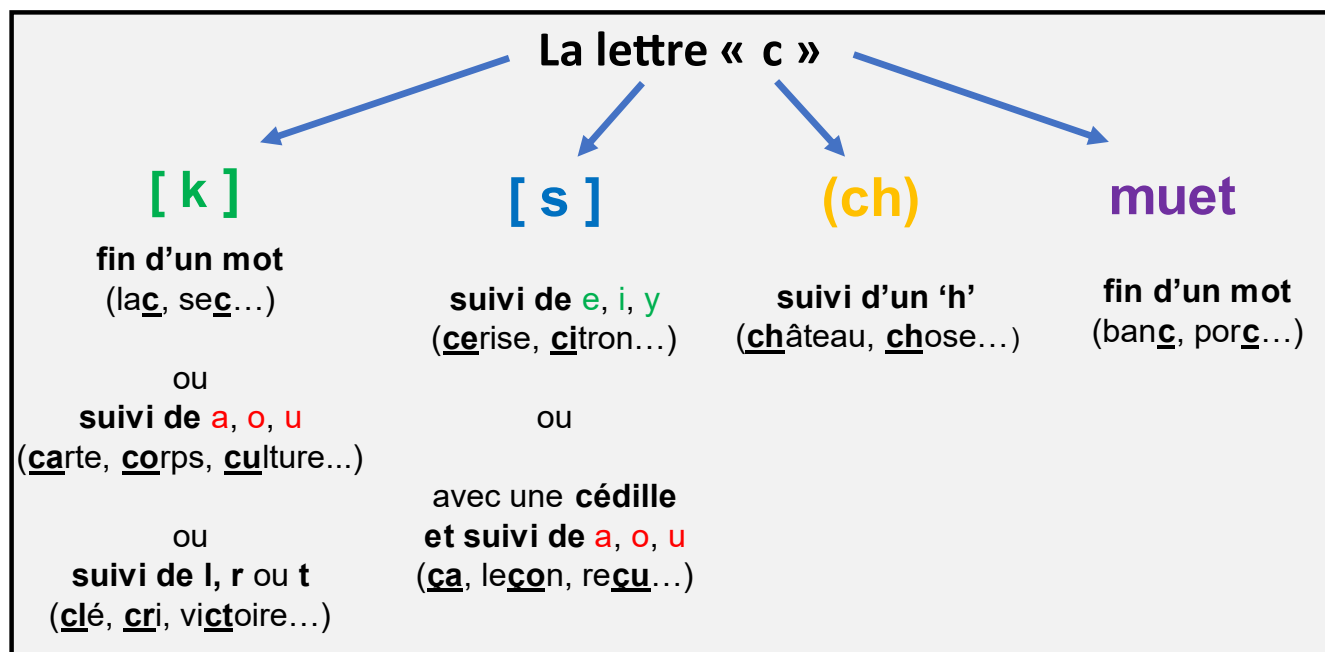 La lettre « c »
[ k ]
fin d’un mot
(lac, sec…)
ou
suivi de a, o, u
(carte, corps, culture...)
ou
suivi de l, r ou t
(clé, cri, victoire…)
[ s ]
suivi de e, i, y
(cerise, citron…)
ou
avec une cédille
et suivi de a, o, u
(ça, leçon, reçu…)
(ch)
suivi d’un ‘h’
(château, chose…)
muet
fin d’un mot
(banc, porc…)